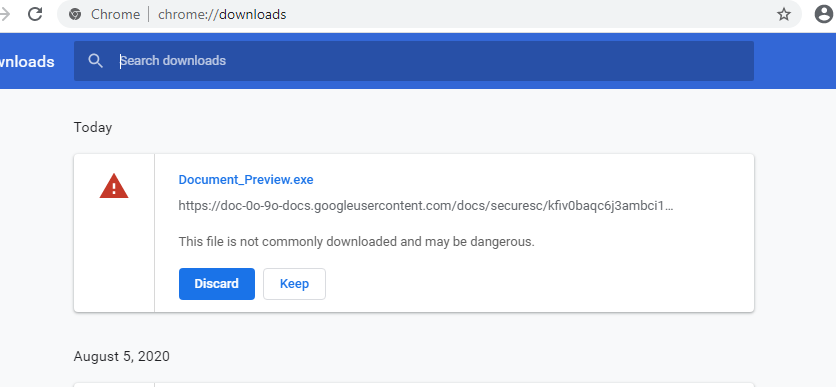 Chrome | chrome://downloads
wnloads
Search downloads
Today
Document_Preview.exe
https://doc-0o-9o-docs.googleusercontent.com/docs/securesc/kfiv0baqc6j3ambci1…
This file is not commonly downloaded and may be dangerous.
Discard Keep
August 5, 2020